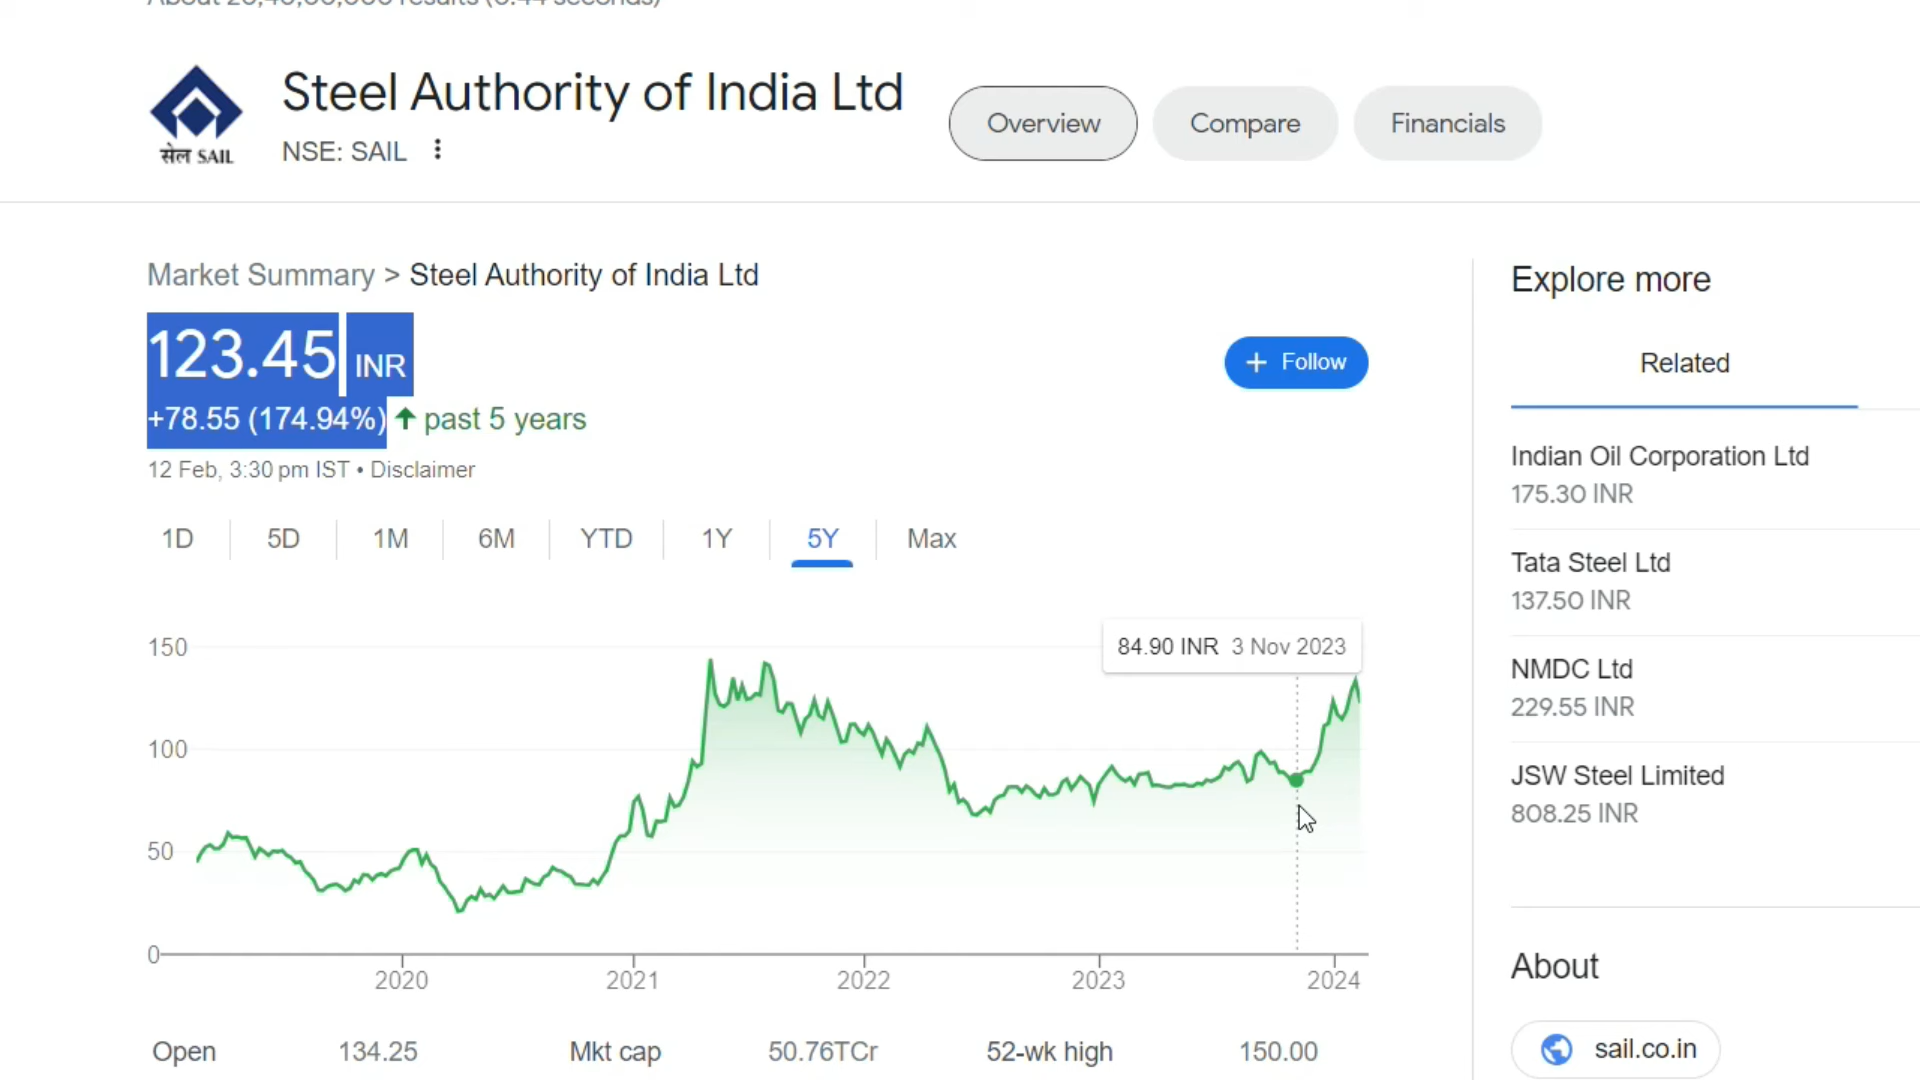 Steel Authority of India Ltd
NSE: SAIL
सेल SAIL
Overview
Compare
Financials
Market Summary > Steel Authority of India Ltd
123.45 INR
+78.55 (174.94%) ↑ past 5 years
12 Feb, 3:30 pm IST • Disclaimer
+ Follow
1D 5D 1M 6M YTD 1Y 5Y Max
84.90 INR 3 Nov 2023
150
100
50
0
2020 2021 2022 2023 2024
Open 134.25 Mkt cap 50.76TCr 52-wk high 150.00
Explore more
Related
Indian Oil Corporation Ltd
175.30 INR
Tata Steel Ltd
137.50 INR
NMDC Ltd
229.55 INR
JSW Steel Limited
808.25 INR
About
sail.co.in